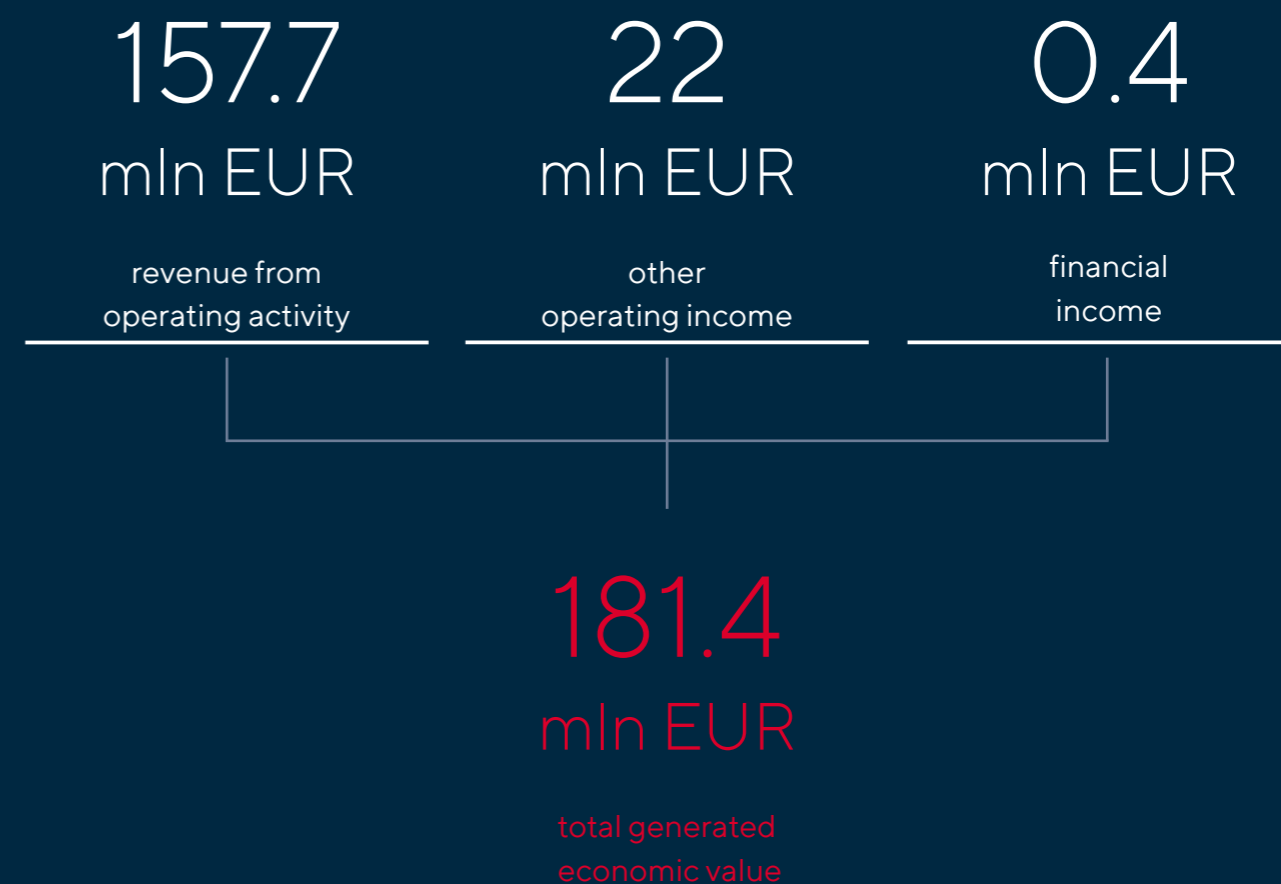 157.7
mln EUR
revenue from
operating activity
22
mln EUR
other
operating income
0.4
mln EUR
financial
income
181.4
mln EUR
total generated
economic value